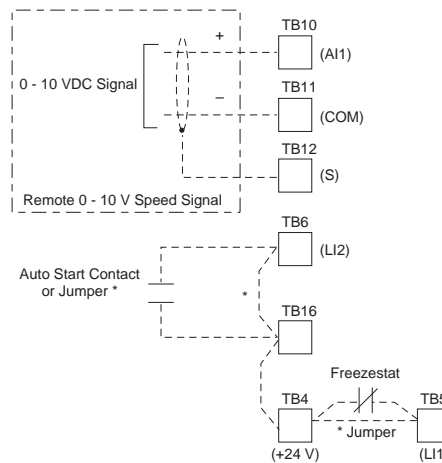 +
TB10
(AI1)
0 - 10 VDC Signal
–
TB11
(COM)
TB12
(S)
Remote 0 - 10 V Speed Signal
TB6
(LI2)
Auto Start Contact
or Jumper *
*
TB16
Freezestat
TB4
TB5
* Jumper
(+24 V)
(LI1